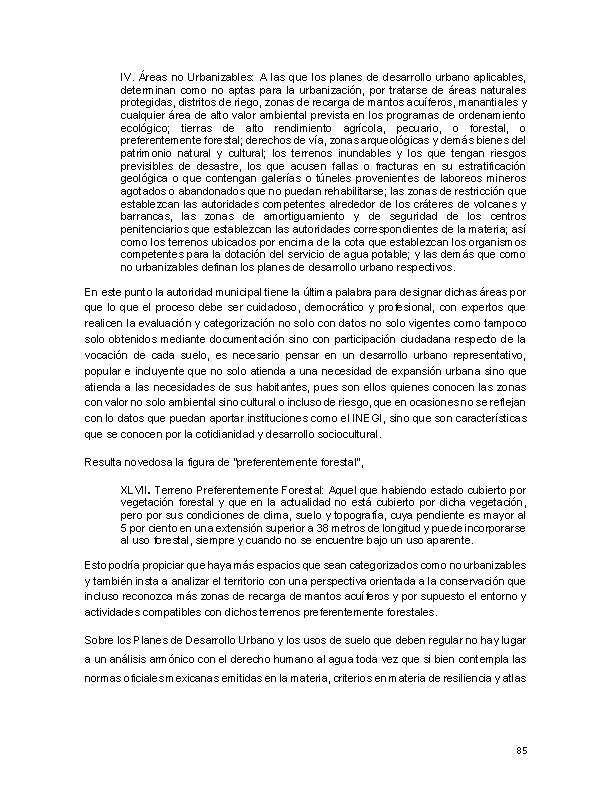 IV. Áreas no Urbanizables: A las que los planes de desarrollo urbano aplicables,
determinan como no aptas para la urbanización, por tratarse de áreas naturales
protegidas, distritos de riego, zonas de recarga de mantos acuíferos, manantiales y
cualquier área de alto valor ambiental prevista en los programas de ordenamiento
ecológico; tierras de alto rendimiento agrícola, pecuario, o forestal, o
preferentemente forestal; derechos de vía, zonas arqueológicas y demás bienes del
patrimonio natural y cultural; los terrenos inundables y los que tengan riesgos
previsibles de desastre, los que acusen fallas o fracturas en su estratificación
geológica o que contengan galerías o túneles provenientes de laboreos mineros
agotados o abandonados que no puedan rehabilitarse; las zonas de restricción que
establezcan las autoridades competentes alrededor de los cráteres de volcanes y
barrancas, las zonas de amortiguamiento y de seguridad de los centros
penitenciarios que establezcan las autoridades correspondientes de la materia; así
como los terrenos ubicados por encima de la cota que establezcan los organismos
competentes para la dotación del servicio de agua potable; y las demás que como
no urbanizables definan los planes de desarrollo urbano respectivos.
En este punto la autoridad municipal tiene la última palabra para designar dichas áreas por
que lo que el proceso debe ser cuidadoso, democrático y profesional, con expertos que
realicen la evaluación y categorización no solo con datos no solo vigentes como tampoco
solo obtenidos mediante documentación sino con participación ciudadana respecto de la
vocación de cada suelo, es necesario pensar en un desarrollo urbano representativo,
popular e incluyente que no solo atienda a una necesidad de expansión urbana sino que
atienda a las necesidades de sus habitantes, pues son ellos quienes conocen las zonas
con valor no solo ambiental sino cultural o incluso de riesgo, que en ocasiones no se reflejan
con lo datos que puedan aportar instituciones como el INEGI, sino que son características
que se conocen por la cotidianidad y desarrollo sociocultural.
Resulta novedosa la figura de "preferentemente forestal",
XLVII. Terreno Preferentemente Forestal: Aquel que habiendo estado cubierto por
vegetación forestal y que en la actualidad no está cubierto por dicha vegetación,
pero por sus condiciones de clima, suelo y topografía, cuya pendiente es mayor al
5 por ciento en una extensión superior a 38 metros de longitud y puede incorporarse
al uso forestal, siempre y cuando no se encuentre bajo un uso aparente.
Esto podría propiciar que haya más espacios que sean categorizados como no urbanizables
y también insta a analizar el territorio con una perspectiva orientada a la conservación que
incluso reconozca más zonas de recarga de mantos acuíferos y por supuesto el entorno y
actividades compatibles con dichos terrenos preferentemente forestales.
Sobre los Planes de Desarrollo Urbano y los usos de suelo que deben regular no hay lugar
a un análisis armónico con el derecho humano al agua toda vez que si bien contempla las
normas oficiales mexicanas emitidas en la materia, criterios en materia de resiliencia y atlas
85